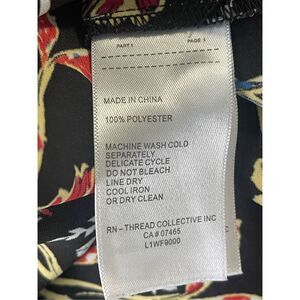 PART 1 PAGE 1
MADE IN CHINA
100% POLYESTER
MACHINE WASH COLD
SEPARATELY
DELICATE CYCLE
DO NOT BLEACH
LINE DRY
COOL IRON
OR DRY CLEAN
RN – THREAD COLLECTIVE INC
CA # 07465
L1WF9000